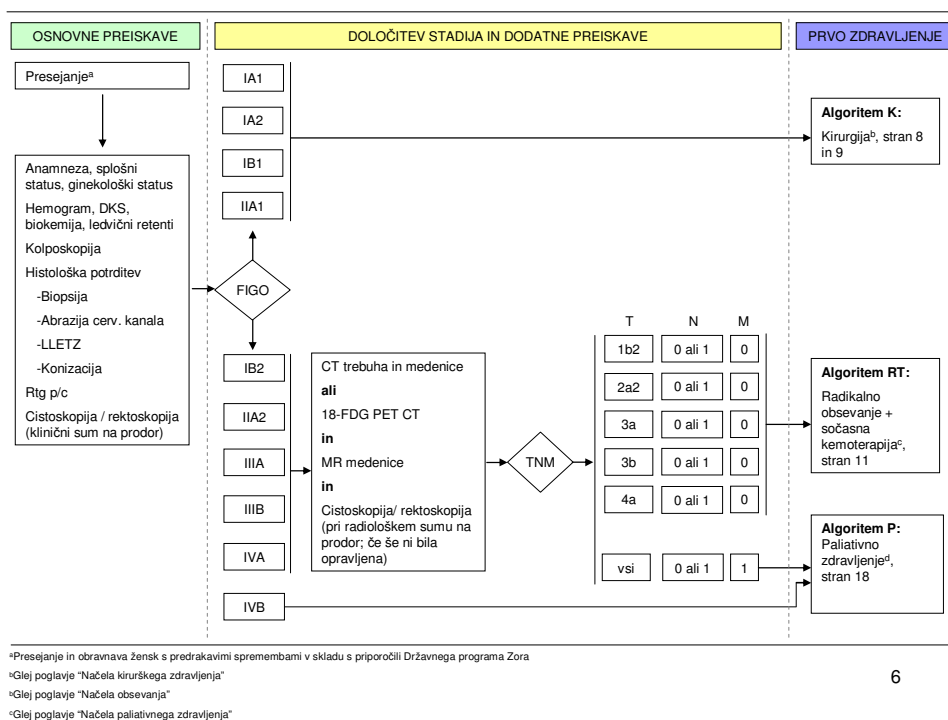 OSNOVNE PREISKAVE
DOLOČITEV STADIJA IN DODATNE PREISKAVE
PRVO ZDRAVLJENJE
Presejanjeᵃ
Anamneza, splošni
status, ginekološki status
Hemogram, DKS,
biokemija, ledvični retenti
Kolposkopija
Histološka potrditev
-Biopsija
-Abrazija cerv. kanala
-LLETZ
-Konizacija
Rtg p/c
Cistoskopija / rektoskopija
(klinični sum na prodor)
IA1
IA2
IB1
IIA1
FIGO
IB2
IIA2
IIIA
IIIB
IVA
IVB
CT trebuha in medenice
ali
18-FDG PET CT
in
MR medenice
in
Cistoskopija/ rektoskopija
(pri radiološkem sumu na
prodor; če še ni bila
opravljena)
TNM
T N M
1b2 0 ali 1 0
2a2 0 ali 1 0
3a 0 ali 1 0
3b 0 ali 1 0
4a 0 ali 1 0
vsi 0 ali 1 1
Algoritem K:
Kirurgijaᵇ, stran 8
in 9
Algoritem RT:
Radikalno
obsevanje +
sočasna
kemoterapijaᶜ,
stran 11
Algoritem P:
Paliativno
zdravljenjeᵈ,
stran 18
ᵃPresejanje in obravnava žensk s predrakavimi spremembami v skladu s priporočili Državnega programa Zora
ᵇGlej poglavje “Načela kirurškega zdravljenja”
ᵇGlej poglavje “Načela obsevanja”
ᶜGlej poglavje “Načela paliativnega zdravljenja”
6